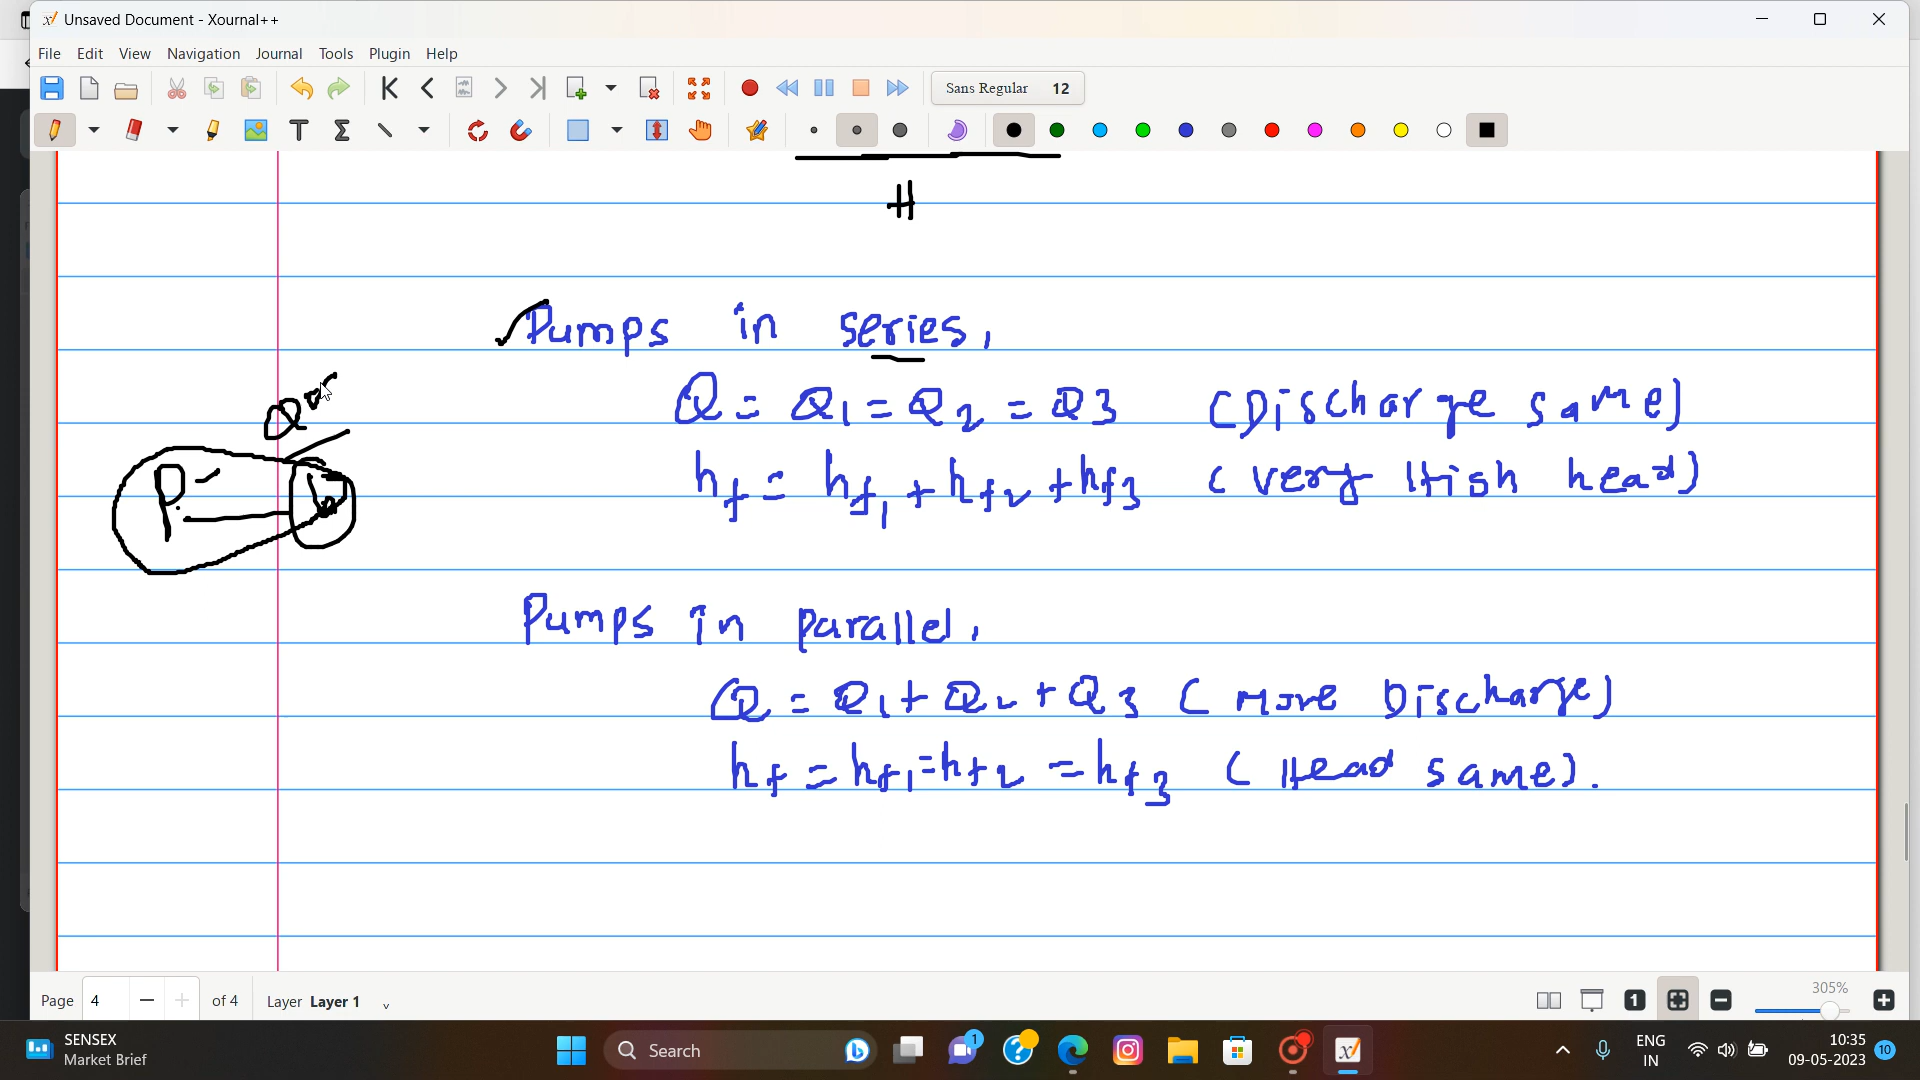 Unsaved Document - Xournal++
File Edit View Navigation Journal Tools Plugin Help
Sans Regular 12
H
Pumps in series,
Q = Q1 = Q2 = Q3 (Discharge same)
hf = hf1 + hf2 + hf3 (very High head)
Q
P
Pumps in parallel,
Q = Q1 + Q2 + Q3 (More Discharge)
hf = hf1 = hf2 = hf3 (Head same).
305%
Page 4 of 4 Layer Layer 1
SENSEX
Market Brief
Search
1
ENG
IN
10:35
09-05-2023
10